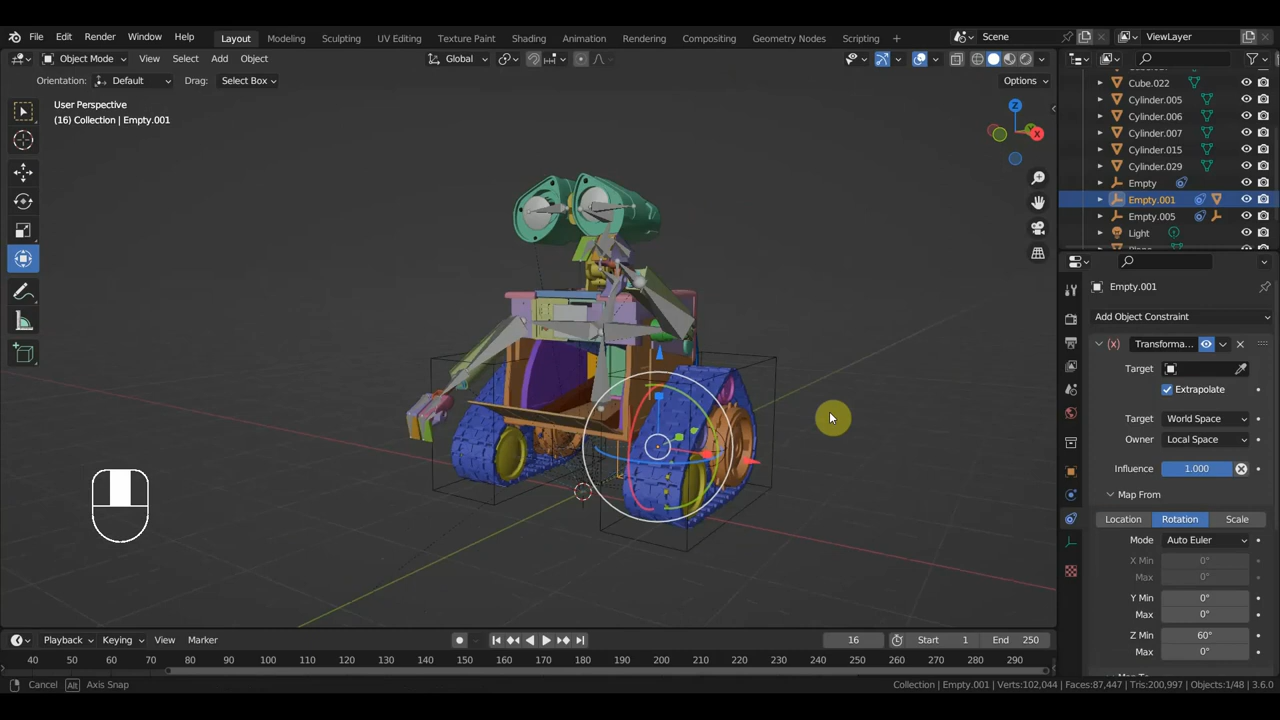 File Edit Render Window Help Layout Modeling Sculpting UV Editing Texture Paint Shading Animation Rendering Compositing Geometry Nodes Scripting + Scene ViewLayer
Object Mode View Select Add Object Global
Orientation: Default Drag: Select Box Options
User Perspective
(16) Collection | Empty.001
Z
X
Cube.022
Cylinder.005
Cylinder.006
Cylinder.007
Cylinder.015
Cylinder.029
Empty
Empty.001
Empty.005
Light
Empty.001
Add Object Constraint
Transforma...
Target
Extrapolate
Target World Space
Owner Local Space
Influence 1.000
Map From
Location Rotation Scale
Mode Auto Euler
X Min 0°
Max 0°
Y Min 0°
Max 0°
Z Min 60°
Max 0°
Playback Keying View Marker 16 Start 1 End 250
40 50 60 70 80 90 100 110 120 130 140 150 160 170 180 190 200 210 220 230 240 250 260 270 280 290
Cancel Alt Axis Snap Collection | Empty.001 | Verts:102,044 | Faces:87,447 | Tris:200,997 | Objects:1/48 | 3.6.0